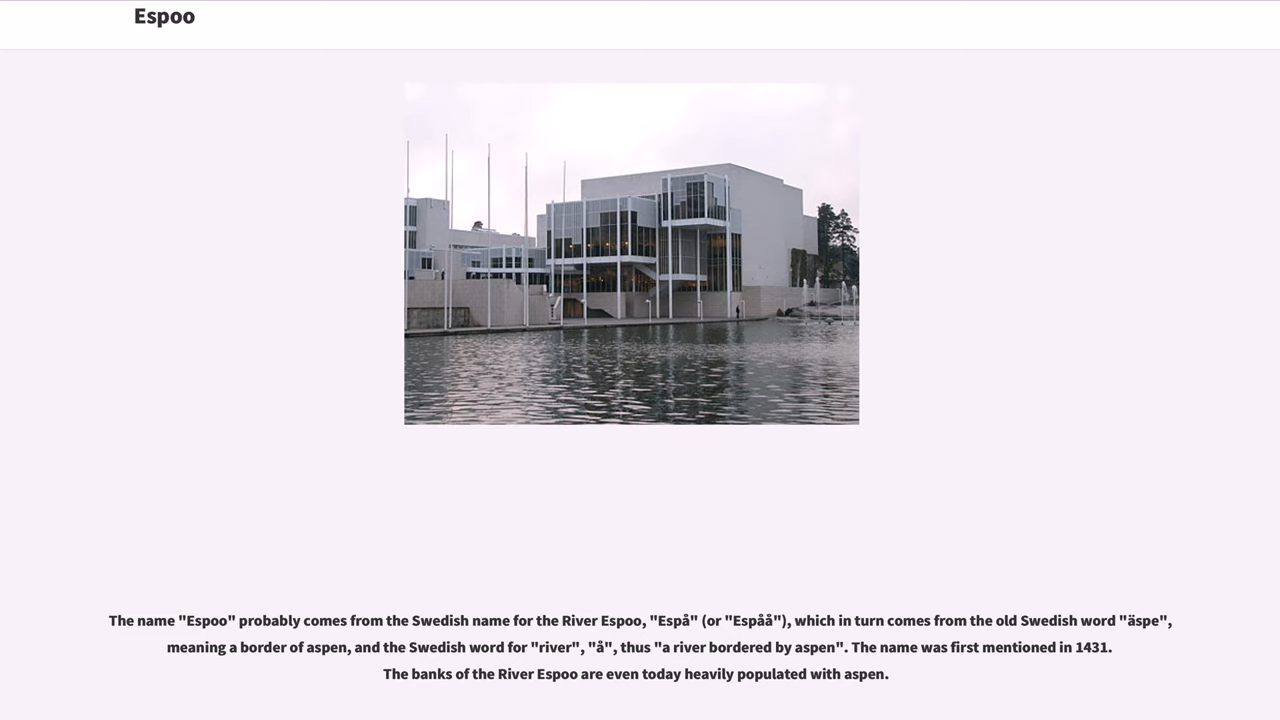 Espoo
The name "Espoo" probably comes from the Swedish name for the River Espoo, "Espå" (or "Espåå"), which in turn comes from the old Swedish word "äspe",
meaning a border of aspen, and the Swedish word for "river", "å", thus "a river bordered by aspen". The name was first mentioned in 1431.
The banks of the River Espoo are even today heavily populated with aspen.